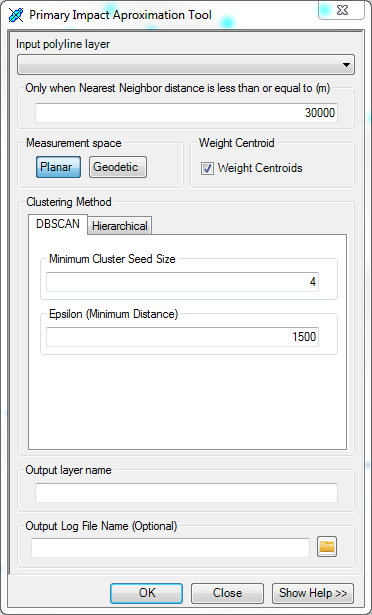 Primary Impact Aproximation Tool
Input polyline layer
Only when Nearest Neighbor distance is less than or equal to (m)
30000
Measurement space
Weight Centroid
Planar Geodetic
Weight Centroids
Clustering Method
DBSCAN Hierarchical
Minimum Cluster Seed Size
4
Epsilon (Minimum Distance)
1500
Output layer name
Output Log File Name (Optional)
OK Close Show Help >>